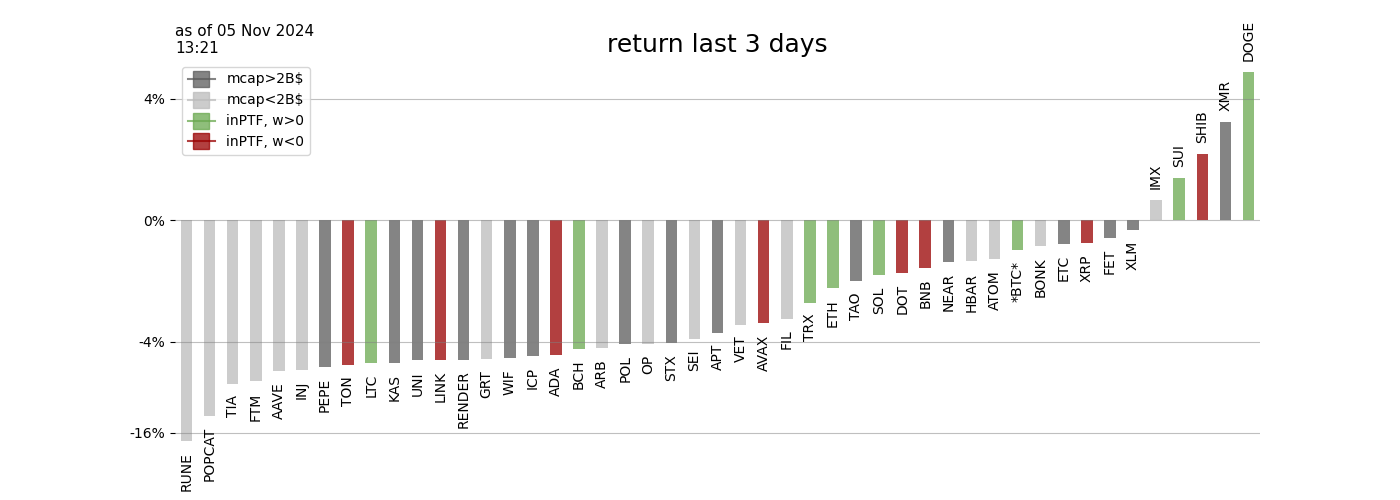 as of 05 Nov 2024
13:21
return last 3 days
mcap>2B$
mcap<2B$
inPTF, w>0
inPTF, w<0
4%
0%
-4%
-16%
RUNE
POPCAT
TIA
FTM
AAVE
INJ
PEPE
TON
LTC
KAS
UNI
LINK
RENDER
GRT
WIF
ICP
ADA
BCH
ARB
POL
OP
STX
SEI
APT
VET
AVAX
FIL
TRX
ETH
TAO
SOL
DOT
BNB
NEAR
HBAR
ATOM
*BTC*
BONK
ETC
XRP
FET
XLM
IMX
SUI
SHIB
XMR
DOGE